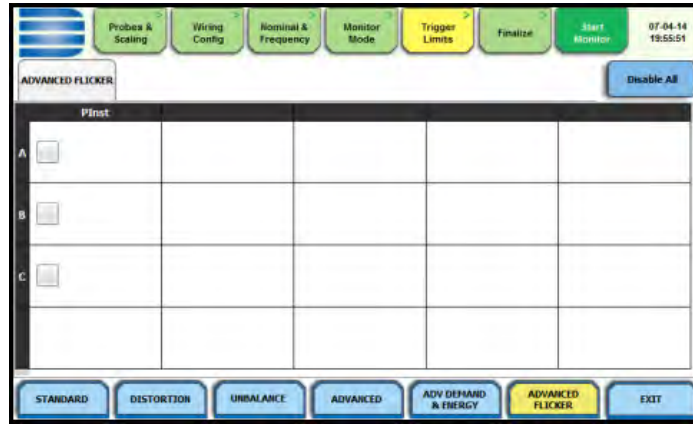 Probes & Scaling > Wiring Config > Nominal & Frequency > Monitor Mode > Trigger Limits > Finalize > Start Monitor 07-04-14 19:55:51
ADVANCED FLICKER Disable All
PInst
A
B
C
STANDARD DISTORTION UNBALANCE ADVANCED ADV DEMAND & ENERGY ADVANCED FLICKER EXIT